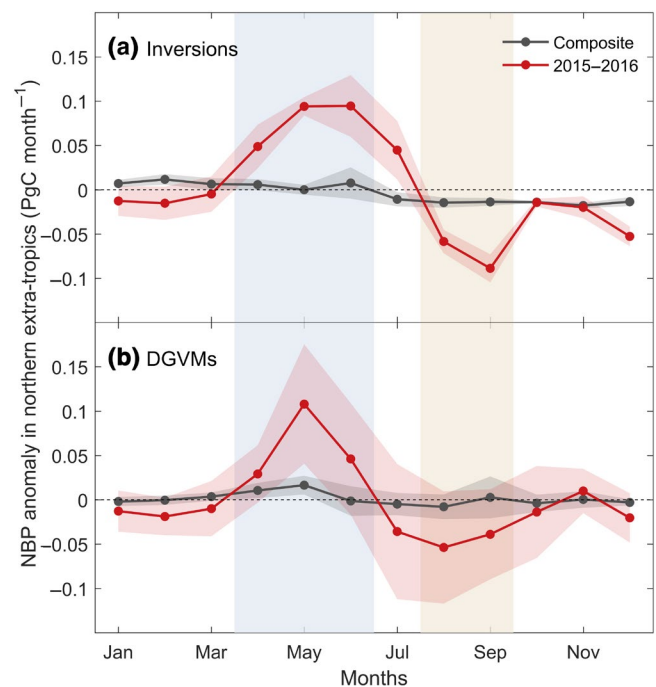 (a) Inversions
Composite
2015–2016
0.15
0.1
0.05
0
−0.05
−0.1
(b) DGVMs
0.15
0.1
0.05
0
−0.05
−0.1
NBP anomaly in northern extra-tropics (PgC month⁻¹)
Jan Mar May Jul Sep Nov
Months